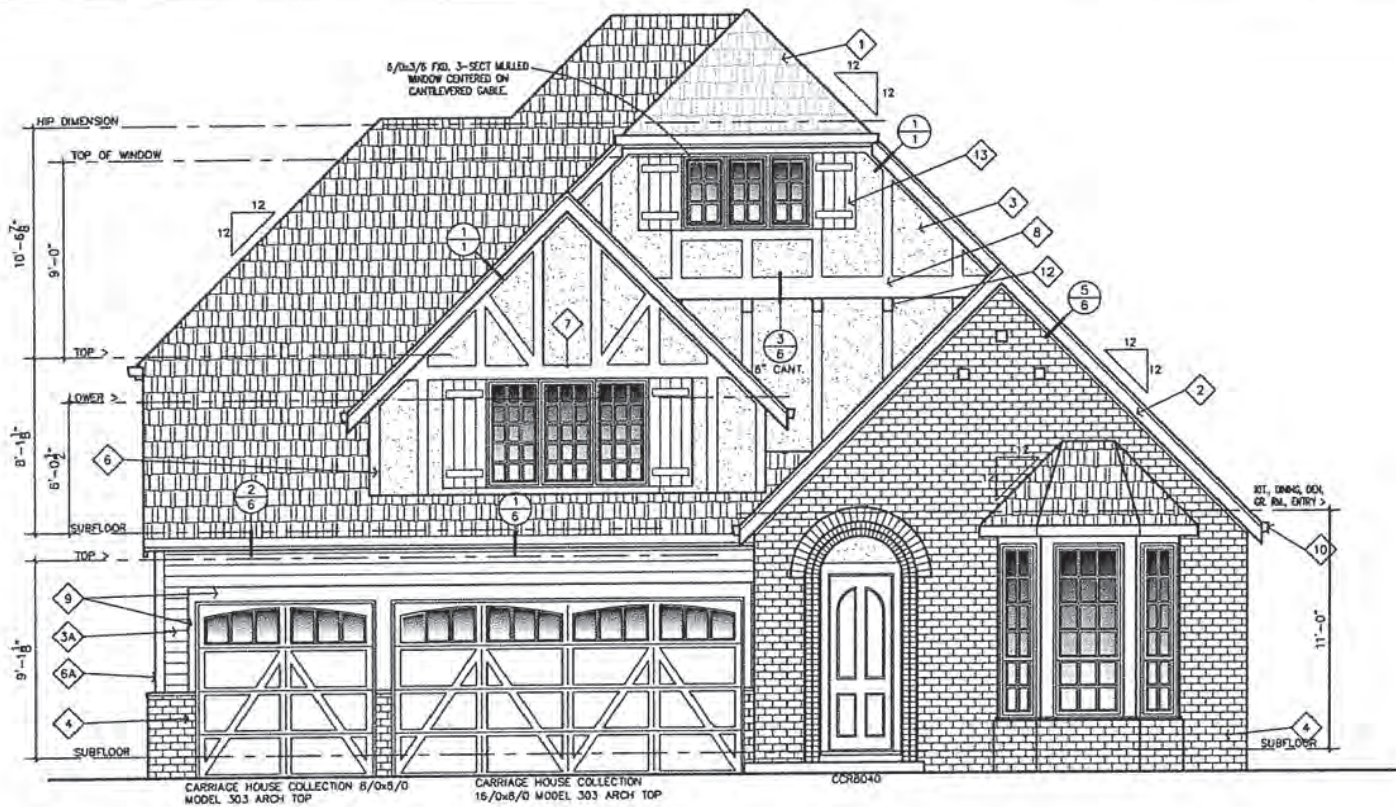 6/0x3/6 FXD. 3-SECT MULLED
WINDOW CENTERED ON
CANTILEVERED GABLE.
1
12
12
HIP DIMENSION
1
1
TOP OF WINDOW
13
3
12
12
8
1
1
12
5
6
10'-6 7/8"
9'-0"
7
3
6
6" CANT.
12
12
TOP >
2
LOWER >
8'-1 1/8"
6'-0 1/2"
6
2
6
1
6
12
KIT., DINING, DEN,
GR. RM., ENTRY >
SUBFLOOR
10
TOP >
9
3A
6A
4
9'-1 1/8"
11'-0"
4
SUBFLOOR
SUBFLOOR
CARRIAGE HOUSE COLLECTION 8/0x8/0
MODEL 303 ARCH TOP
CARRIAGE HOUSE COLLECTION
16/0x8/0 MODEL 303 ARCH TOP
CCR8040